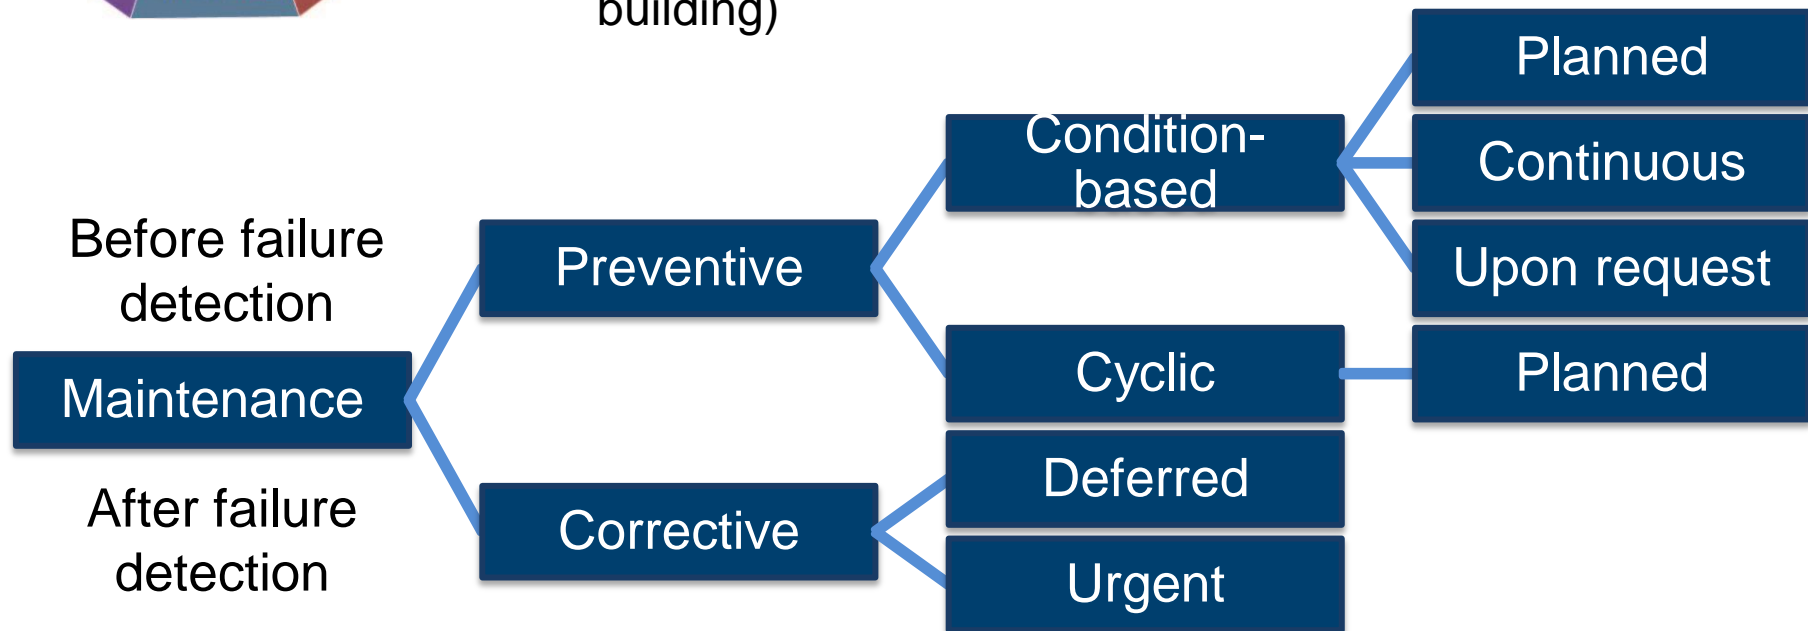 building)
Planned
Condition-
based
Continuous
Before failure
detection
Preventive
Upon request
Maintenance
Cyclic
Planned
After failure
detection
Corrective
Deferred
Urgent